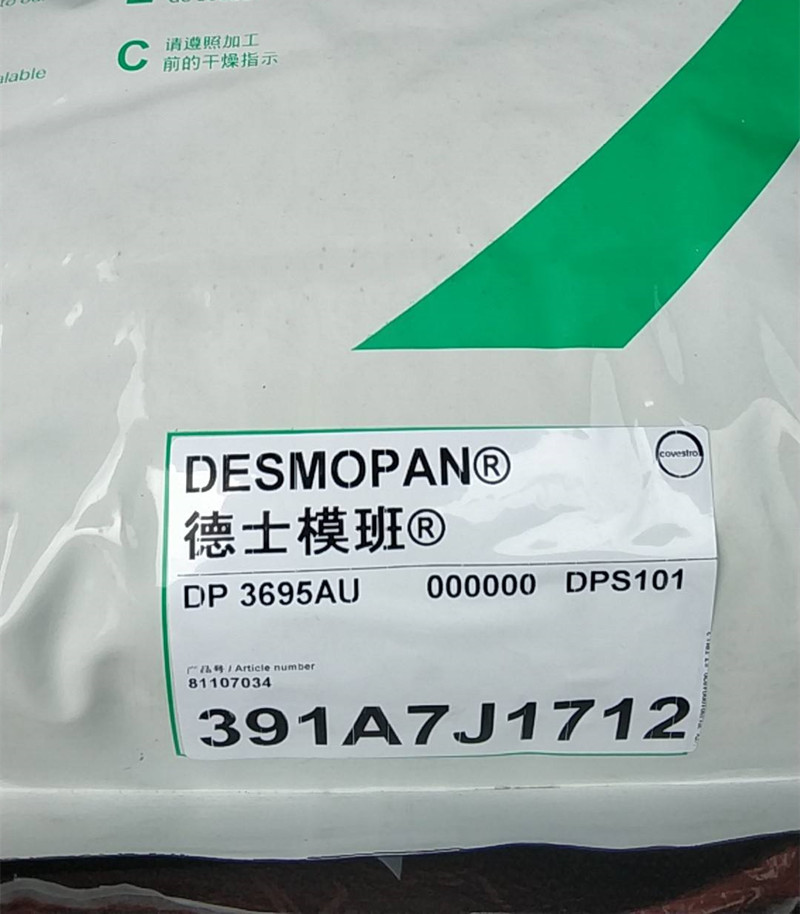 C 请遵照加工
前的干燥指示
DESMOPAN®
covestro
德士模班®
DP 3695AU 000000 DPS101
产品号 / Article number
81107034
391A7J1712